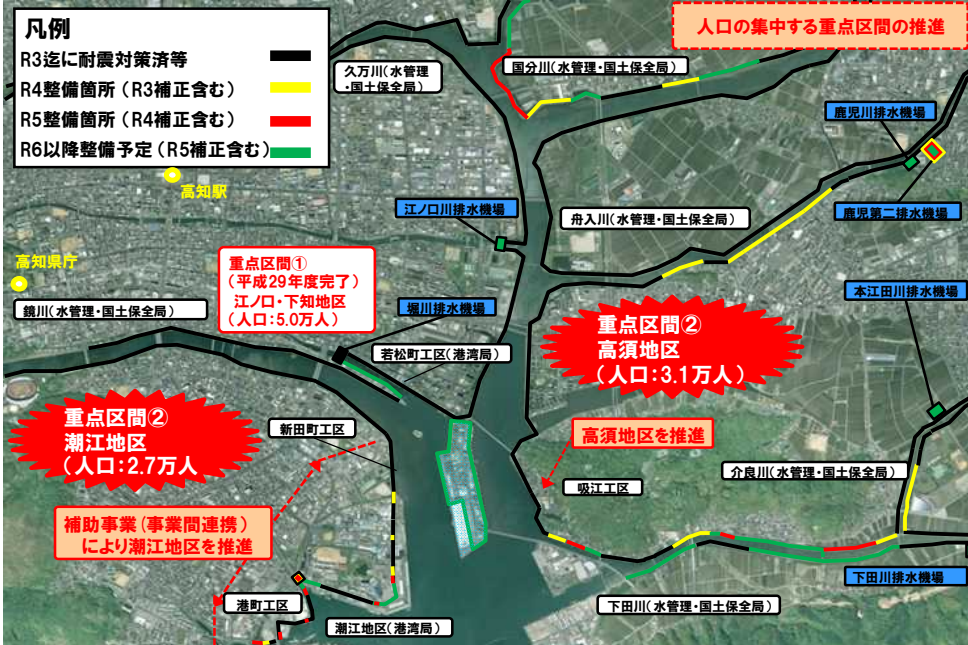 凡例
R3迄に耐震対策済等
R4整備箇所（R3補正含む）
R5整備箇所（R4補正含む）
R6以降整備予定（R5補正含む）
人口の集中する重点区間の推進
久万川（水管理
・国土保全局）
国分川（水管理・国土保全局）
鹿児川排水機場
高知駅
江ノ口川排水機場
舟入川（水管理・国土保全局）
鹿児第二排水機場
高知県庁
鏡川（水管理・国土保全局）
重点区間①
（平成29年度完了）
江ノロ・下知地区
（人口：5.0万人）
堀川排水機場
本江田川排水機場
若松町工区（港湾局）
重点区間②
高須地区
（人口：3.1万人）
重点区間②
潮江地区
（人口：2.7万人
新田町工区
高須地区を推進
吸江工区
介良川（水管理・国土保全局）
補助事業（事業間連携）
により潮江地区を推進
下田川排水機場
港町工区
潮江地区（港湾局）
下田川（水管理・国土保全局）